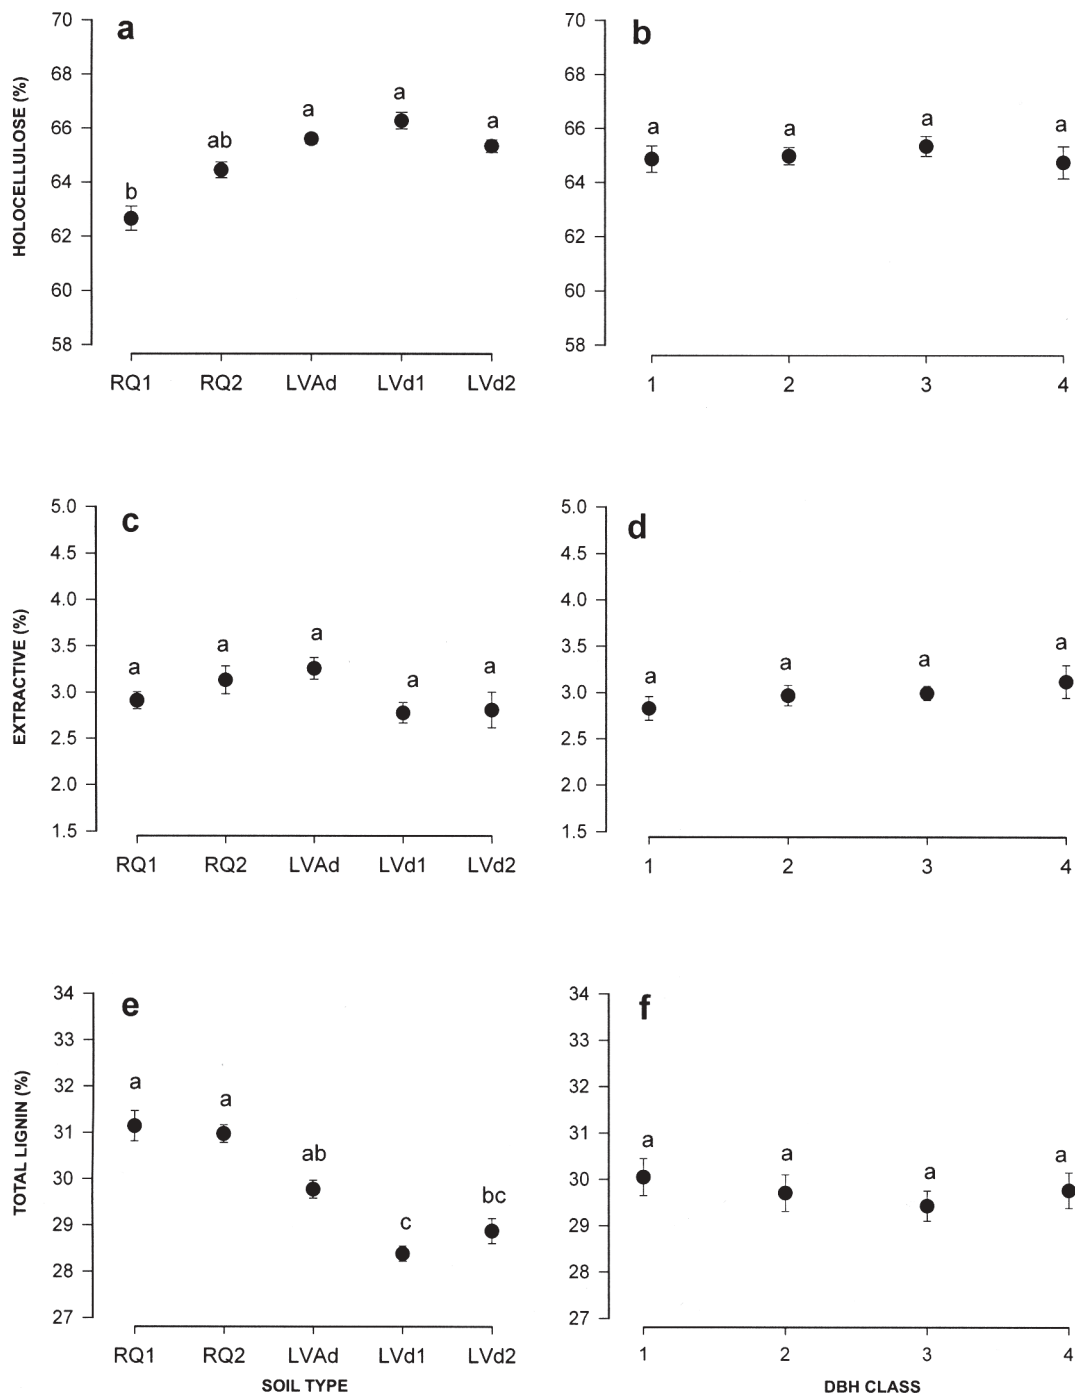 a
HOLOCELLULOSE (%)
70
68
66
64
62
60
58
b
ab
a
a
a
RQ1 RQ2 LVAd LVd1 LVd2
b
70
68
66
64
62
60
58
a
a
a
a
1 2 3 4
c
EXTRACTIVE (%)
5.0
4.5
4.0
3.5
3.0
2.5
2.0
1.5
a
a
a
a
a
RQ1 RQ2 LVAd LVd1 LVd2
d
5.0
4.5
4.0
3.5
3.0
2.5
2.0
1.5
a
a
a
a
1 2 3 4
e
TOTAL LIGNIN (%)
34
33
32
31
30
29
28
27
a
a
ab
c
bc
RQ1 RQ2 LVAd LVd1 LVd2
SOIL TYPE
f
34
33
32
31
30
29
28
27
a
a
a
a
1 2 3 4
DBH CLASS